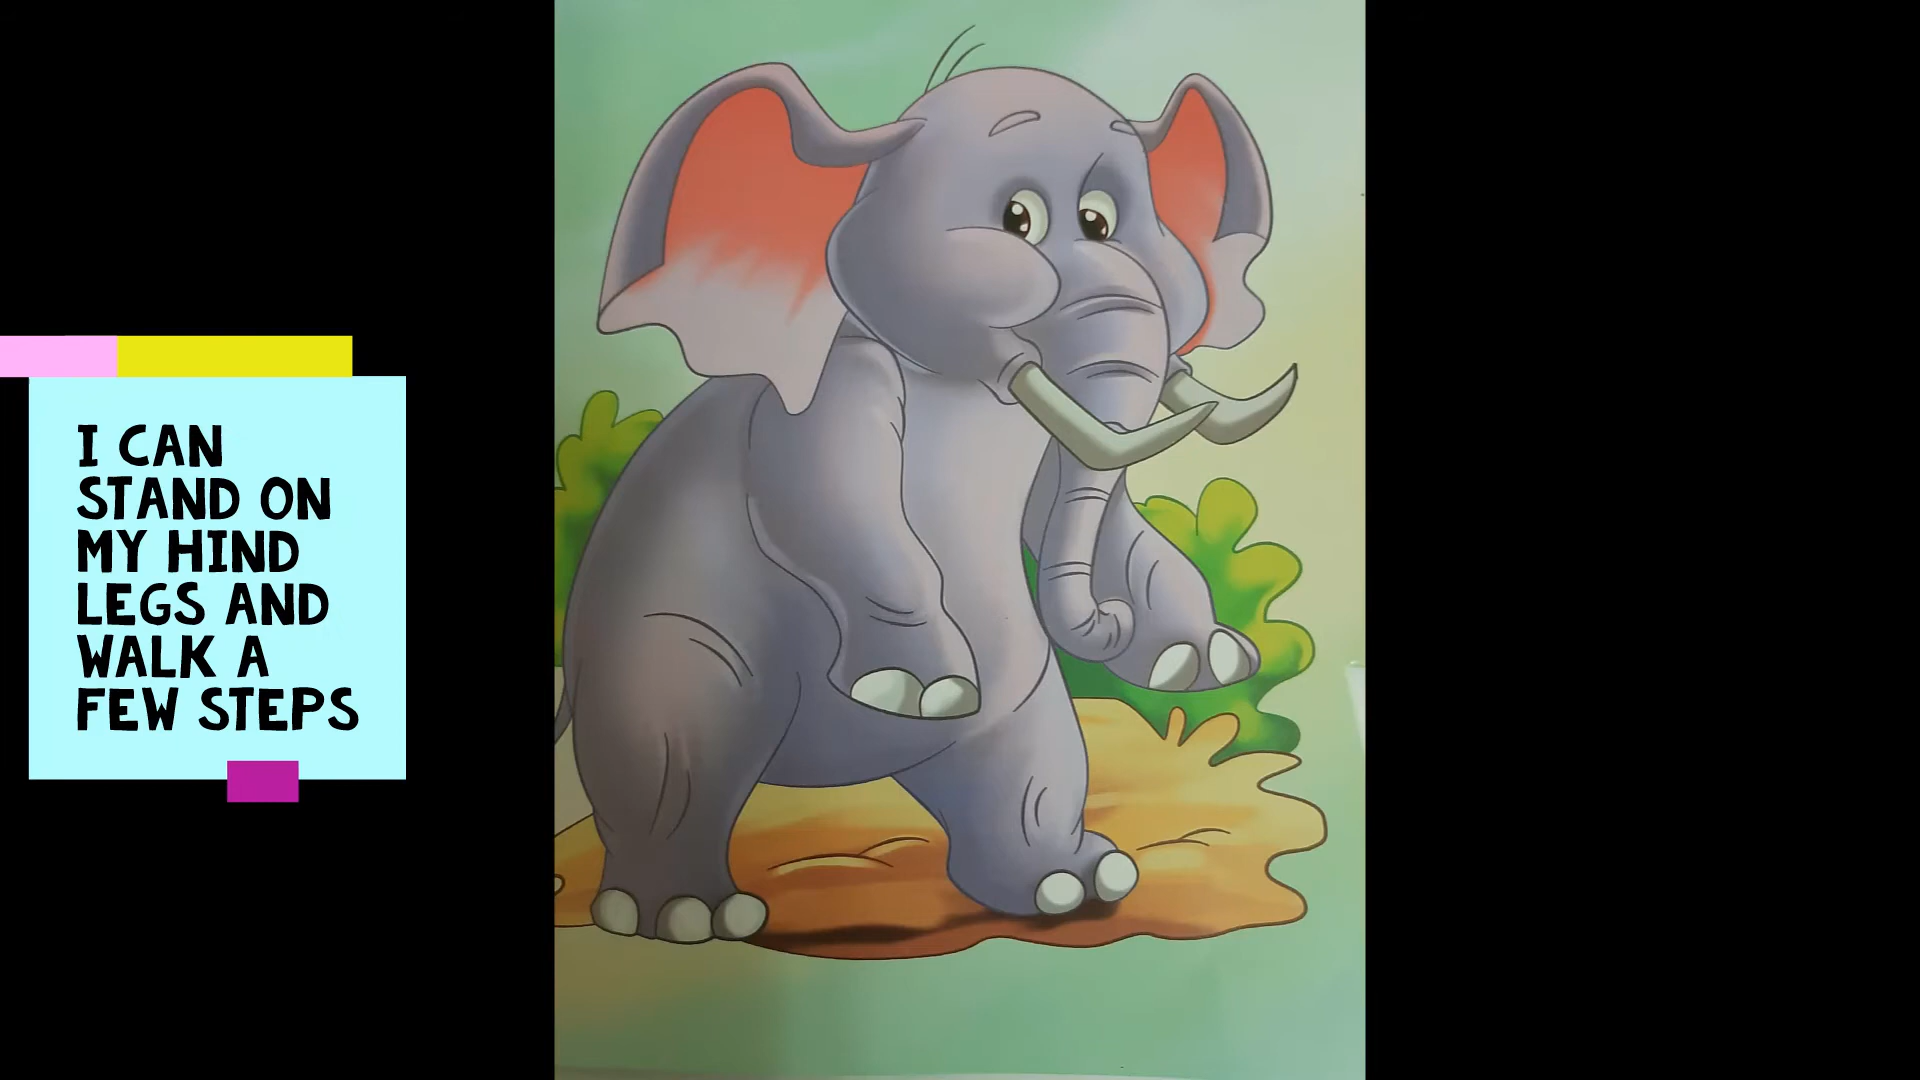 I CAN
STAND ON
MY HIND
LEGS AND
WALK A
FEW STEPS